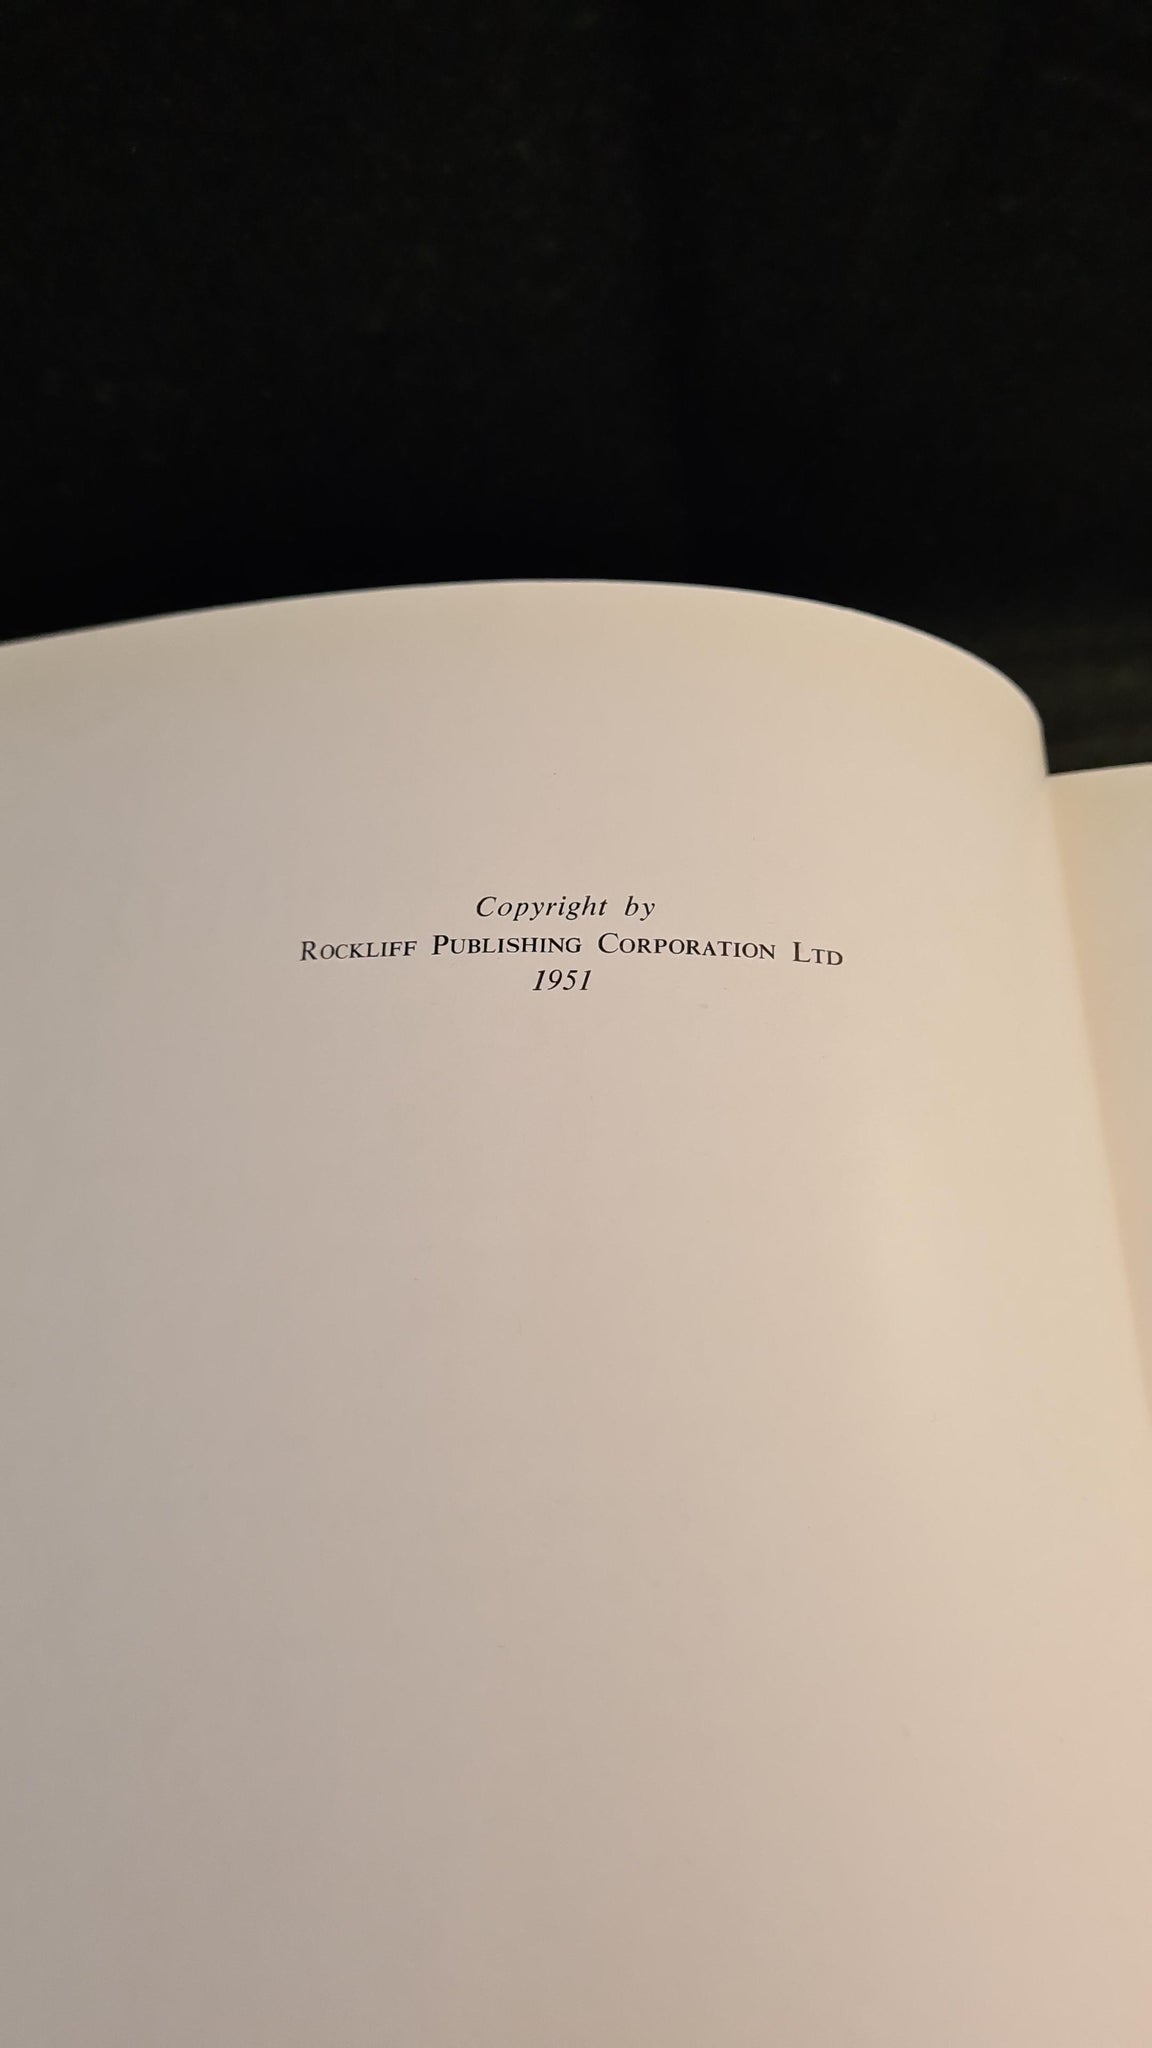 Copyright by
ROCKLIFF PUBLISHING CORPORATION LTD
1951